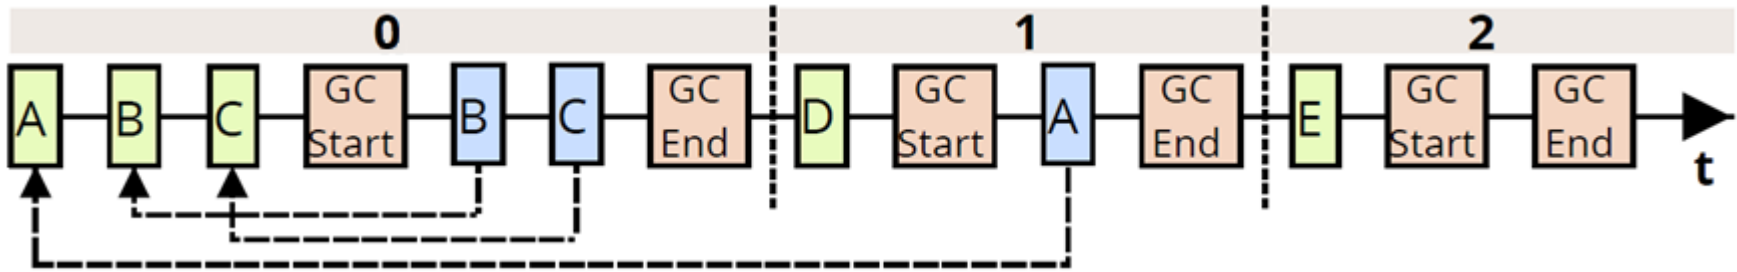 0 1 2
A B C GC Start B C GC End D GC Start A GC End E GC Start GC End
t